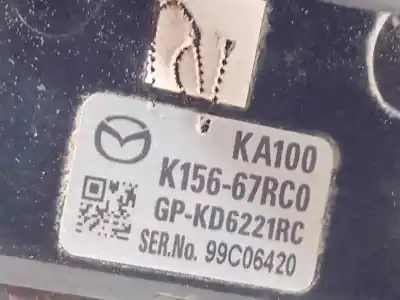 KA100
K156-67RC0
GP-KD6221RC
SER.No. 99C06420